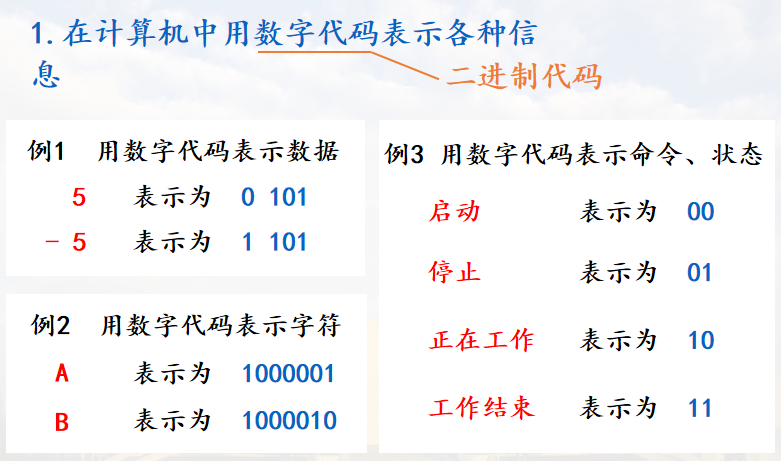 1.在计算机中用数字代码表示各种信
息
二进制代码
例1 用数字代码表示数据
5 表示为 0 101
- 5 表示为 1 101
例2 用数字代码表示字符
A 表示为 1000001
B 表示为 1000010
例3 用数字代码表示命令、状态
启动 表示为 00
停止 表示为 01
正在工作 表示为 10
工作结束 表示为 11